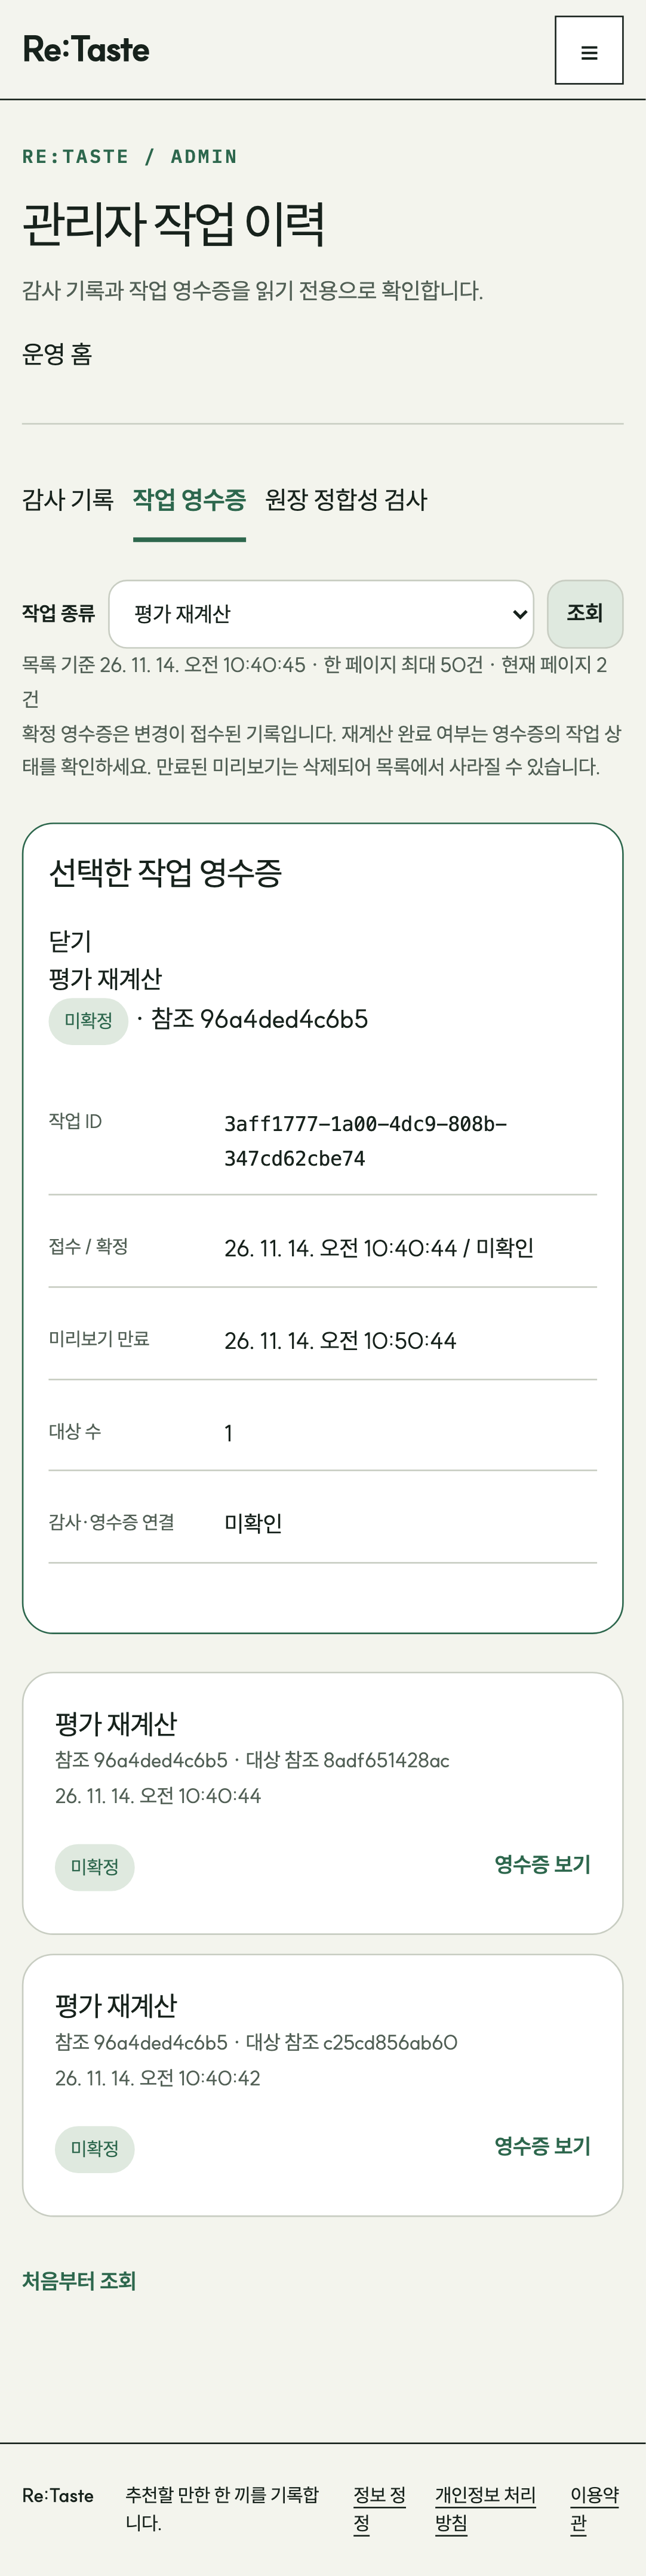 Re:Taste
≡
RE:TASTE / ADMIN
관리자 작업 이력
감사 기록과 작업 영수증을 읽기 전용으로 확인합니다.
운영 홈
감사 기록 작업 영수증 원장 정합성 검사
작업 종류 평가 재계산 조회
목록 기준 26. 11. 14. 오전 10:40:45 · 한 페이지 최대 50건 · 현재 페이지 2
건
확정 영수증은 변경이 접수된 기록입니다. 재계산 완료 여부는 영수증의 작업 상
태를 확인하세요. 만료된 미리보기는 삭제되어 목록에서 사라질 수 있습니다.
선택한 작업 영수증
닫기
평가 재계산
미확정 · 참조 96a4ded4c6b5
작업 ID 3aff1777-1a00-4dc9-808b-
347cd62cbe74
접수 / 확정 26. 11. 14. 오전 10:40:44 / 미확인
미리보기 만료 26. 11. 14. 오전 10:50:44
대상 수 1
감사·영수증 연결 미확인
평가 재계산
참조 96a4ded4c6b5 · 대상 참조 8adf651428ac
26. 11. 14. 오전 10:40:44
미확정 영수증 보기
평가 재계산
참조 96a4ded4c6b5 · 대상 참조 c25cd856ab60
26. 11. 14. 오전 10:40:42
미확정 영수증 보기
처음부터 조회
Re:Taste 추천할 만한 한 끼를 기록합 정보 정 개인정보 처리 이용약
니다. 정 방침 관